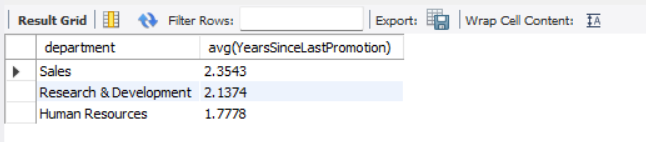 Result Grid Filter Rows: Export: Wrap Cell Content: IA
department avg(YearsSinceLastPromotion)
Sales 2.3543
Research & Development 2.1374
Human Resources 1.7778